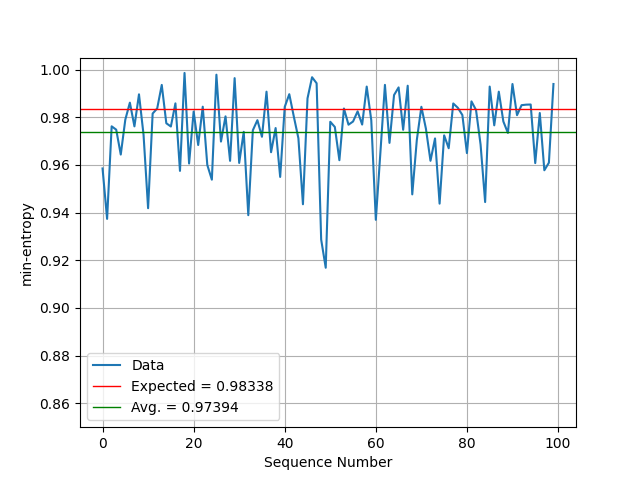 1.00
0.98
0.96
0.94
0.92
0.90
0.88
0.86
min-entropy
Data
Expected = 0.98338
Avg. = 0.97394
0 20 40 60 80 100
Sequence Number